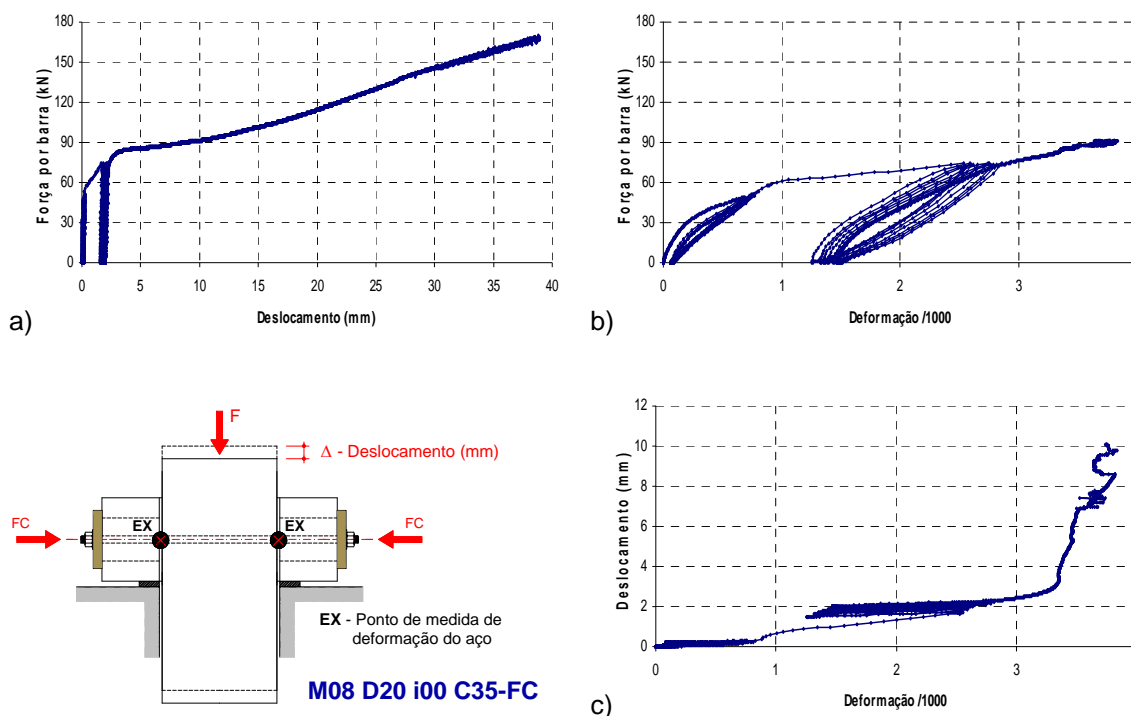 180
150
120
90
60
30
0
Força por barra (kN)
0 5 10 15 20 25 30 35 40
Deslocamento (mm)
a)
180
150
120
90
60
30
0
Força por barra (kN)
0 1 2 3
Deformação /1000
b)
F
Δ - Deslocamento (mm)
FC
EX
EX
FC
EX - Ponto de medida de
deformação do aço
M08 D20 i00 C35-FC
12
10
8
6
4
2
0
Deslocamento (mm)
0 1 2 3
Deformação /1000
c)